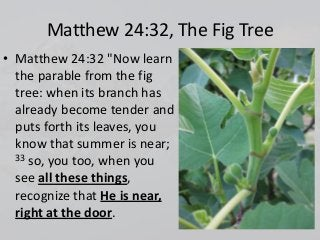 Matthew 24:32, The Fig Tree
• Matthew 24:32 "Now learn
the parable from the fig
tree: when its branch has
already become tender and
puts forth its leaves, you
know that summer is near;
33 so, you too, when you
see all these things,
recognize that He is near,
right at the door.